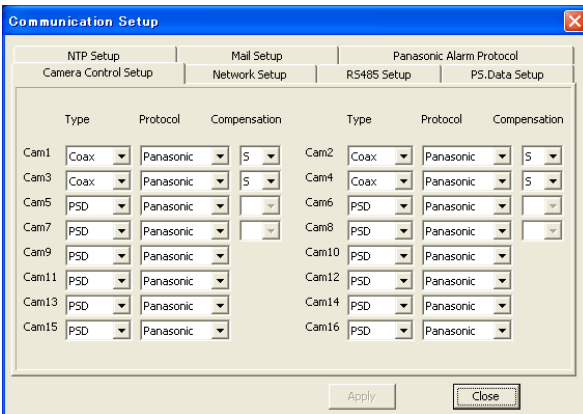 Communication Setup
NTP Setup Mail Setup Panasonic Alarm Protocol
Camera Control Setup Network Setup RS485 Setup PS.Data Setup
Type Protocol Compensation Type Protocol Compensation
Cam1 Coax Panasonic S Cam2 Coax Panasonic S
Cam3 Coax Panasonic S Cam4 Coax Panasonic S
Cam5 PSD Panasonic Cam6 PSD Panasonic
Cam7 PSD Panasonic Cam8 PSD Panasonic
Cam9 PSD Panasonic Cam10 PSD Panasonic
Cam11 PSD Panasonic Cam12 PSD Panasonic
Cam13 PSD Panasonic Cam14 PSD Panasonic
Cam15 PSD Panasonic Cam16 PSD Panasonic
Apply Close